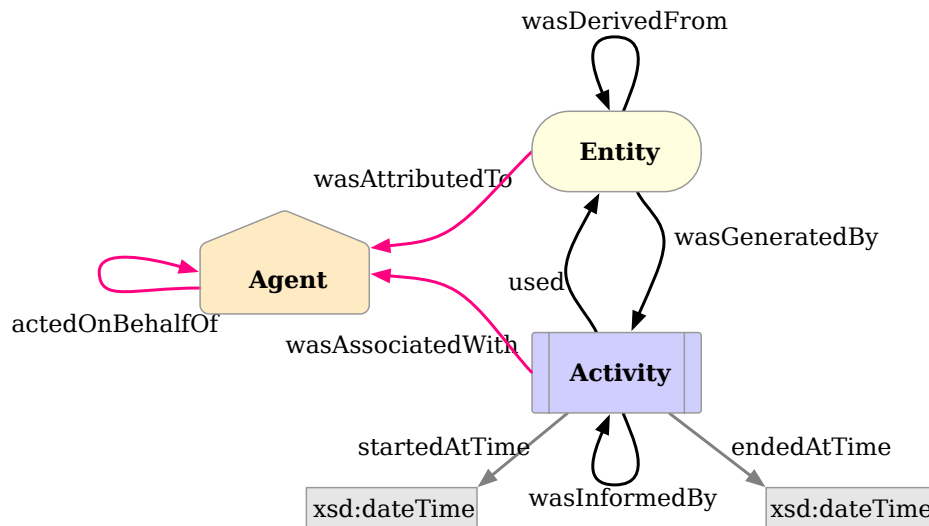 wasDerivedFrom
Entity
wasAttributedTo
wasGeneratedBy
Agent
used
actedOnBehalfOf
wasAssociatedWith
Activity
startedAtTime
endedAtTime
wasInformedBy
xsd:dateTime
xsd:dateTime